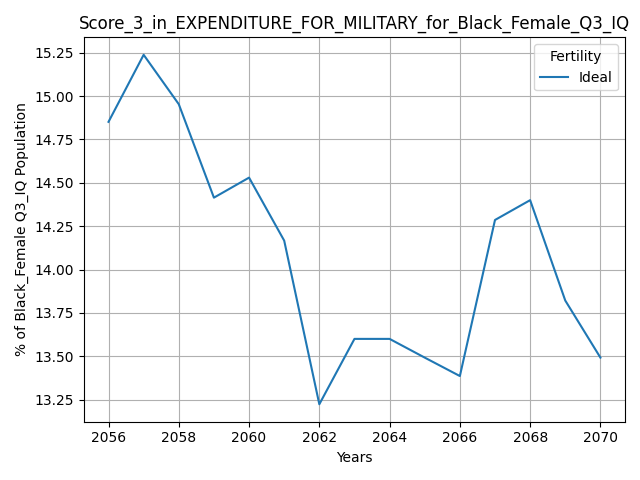 Score_3_in_EXPENDITURE_FOR_MILITARY_for_Black_Female_Q3_IQ
Fertility
Ideal
15.25
15.00
14.75
14.50
14.25
14.00
13.75
13.50
13.25
% of Black_Female Q3_IQ Population
2056 2058 2060 2062 2064 2066 2068 2070
Years